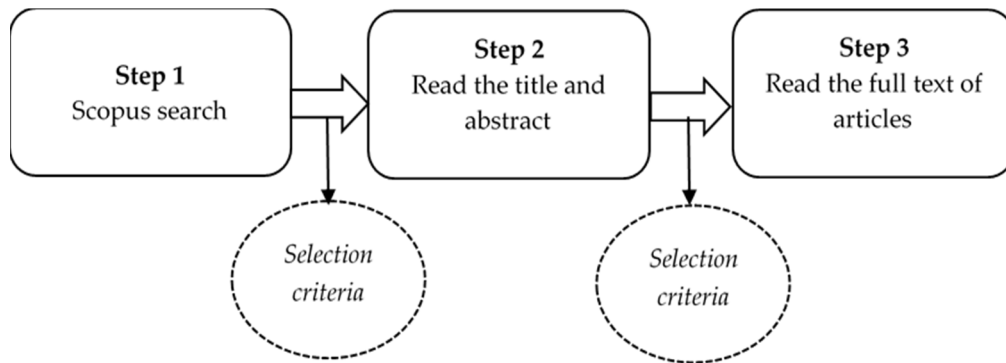 Step 1
Scopus search
Step 2
Read the title and
abstract
Step 3
Read the full text of
articles
Selection
criteria
Selection
criteria